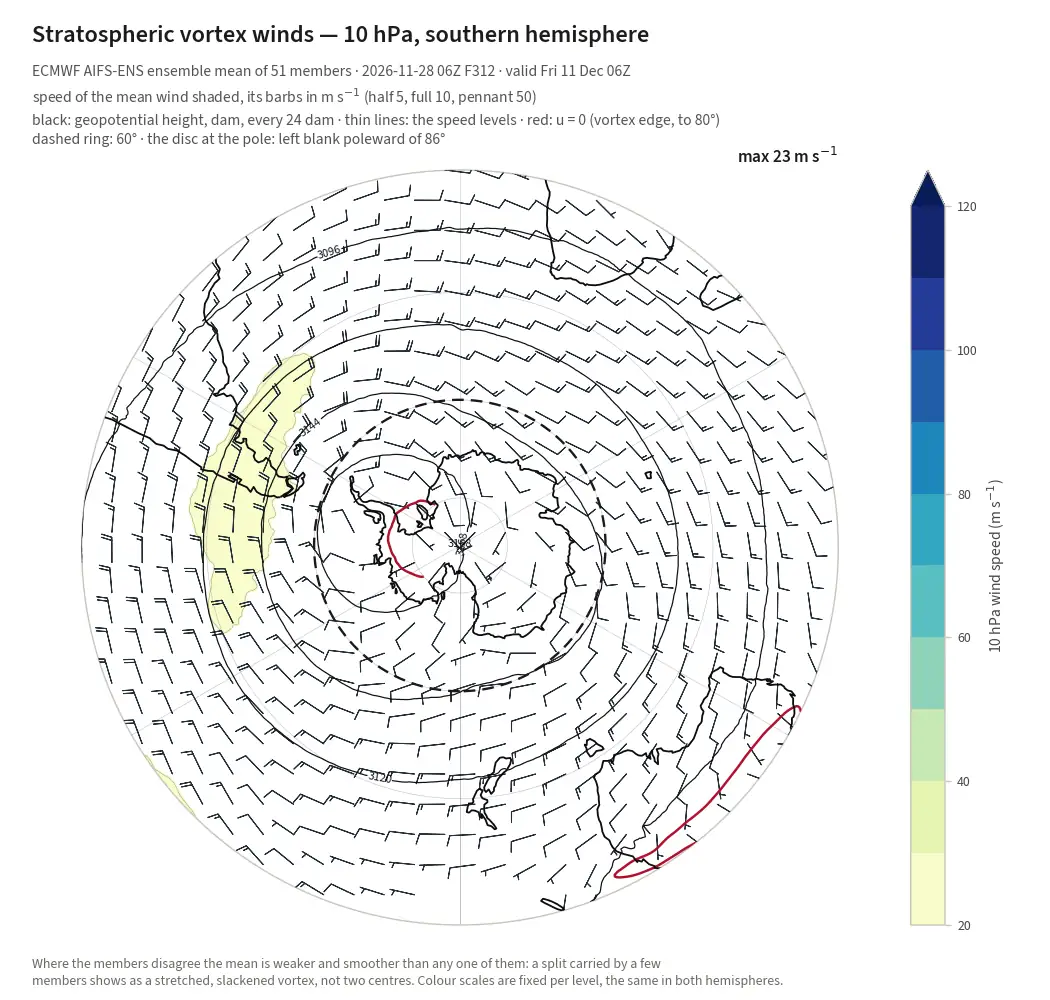 Stratospheric vortex winds — 10 hPa, southern hemisphere
ECMWF AIFS-ENS ensemble mean of 51 members · 2026-11-28 06Z F312 · valid Fri 11 Dec 06Z
speed of the mean wind shaded, its barbs in m s⁻¹ (half 5, full 10, pennant 50)
black: geopotential height, dam, every 24 dam · thin lines: the speed levels · red: u = 0 (vortex edge, to 80°)
dashed ring: 60° · the disc at the pole: left blank poleward of 86°
max 23 m s⁻¹
120
100
80
60
40
20
10 hPa wind speed (m s⁻¹)
3096
3144
3120
Where the members disagree the mean is weaker and smoother than any one of them: a split carried by a few
members shows as a stretched, slackened vortex, not two centres. Colour scales are fixed per level, the same in both hemispheres.